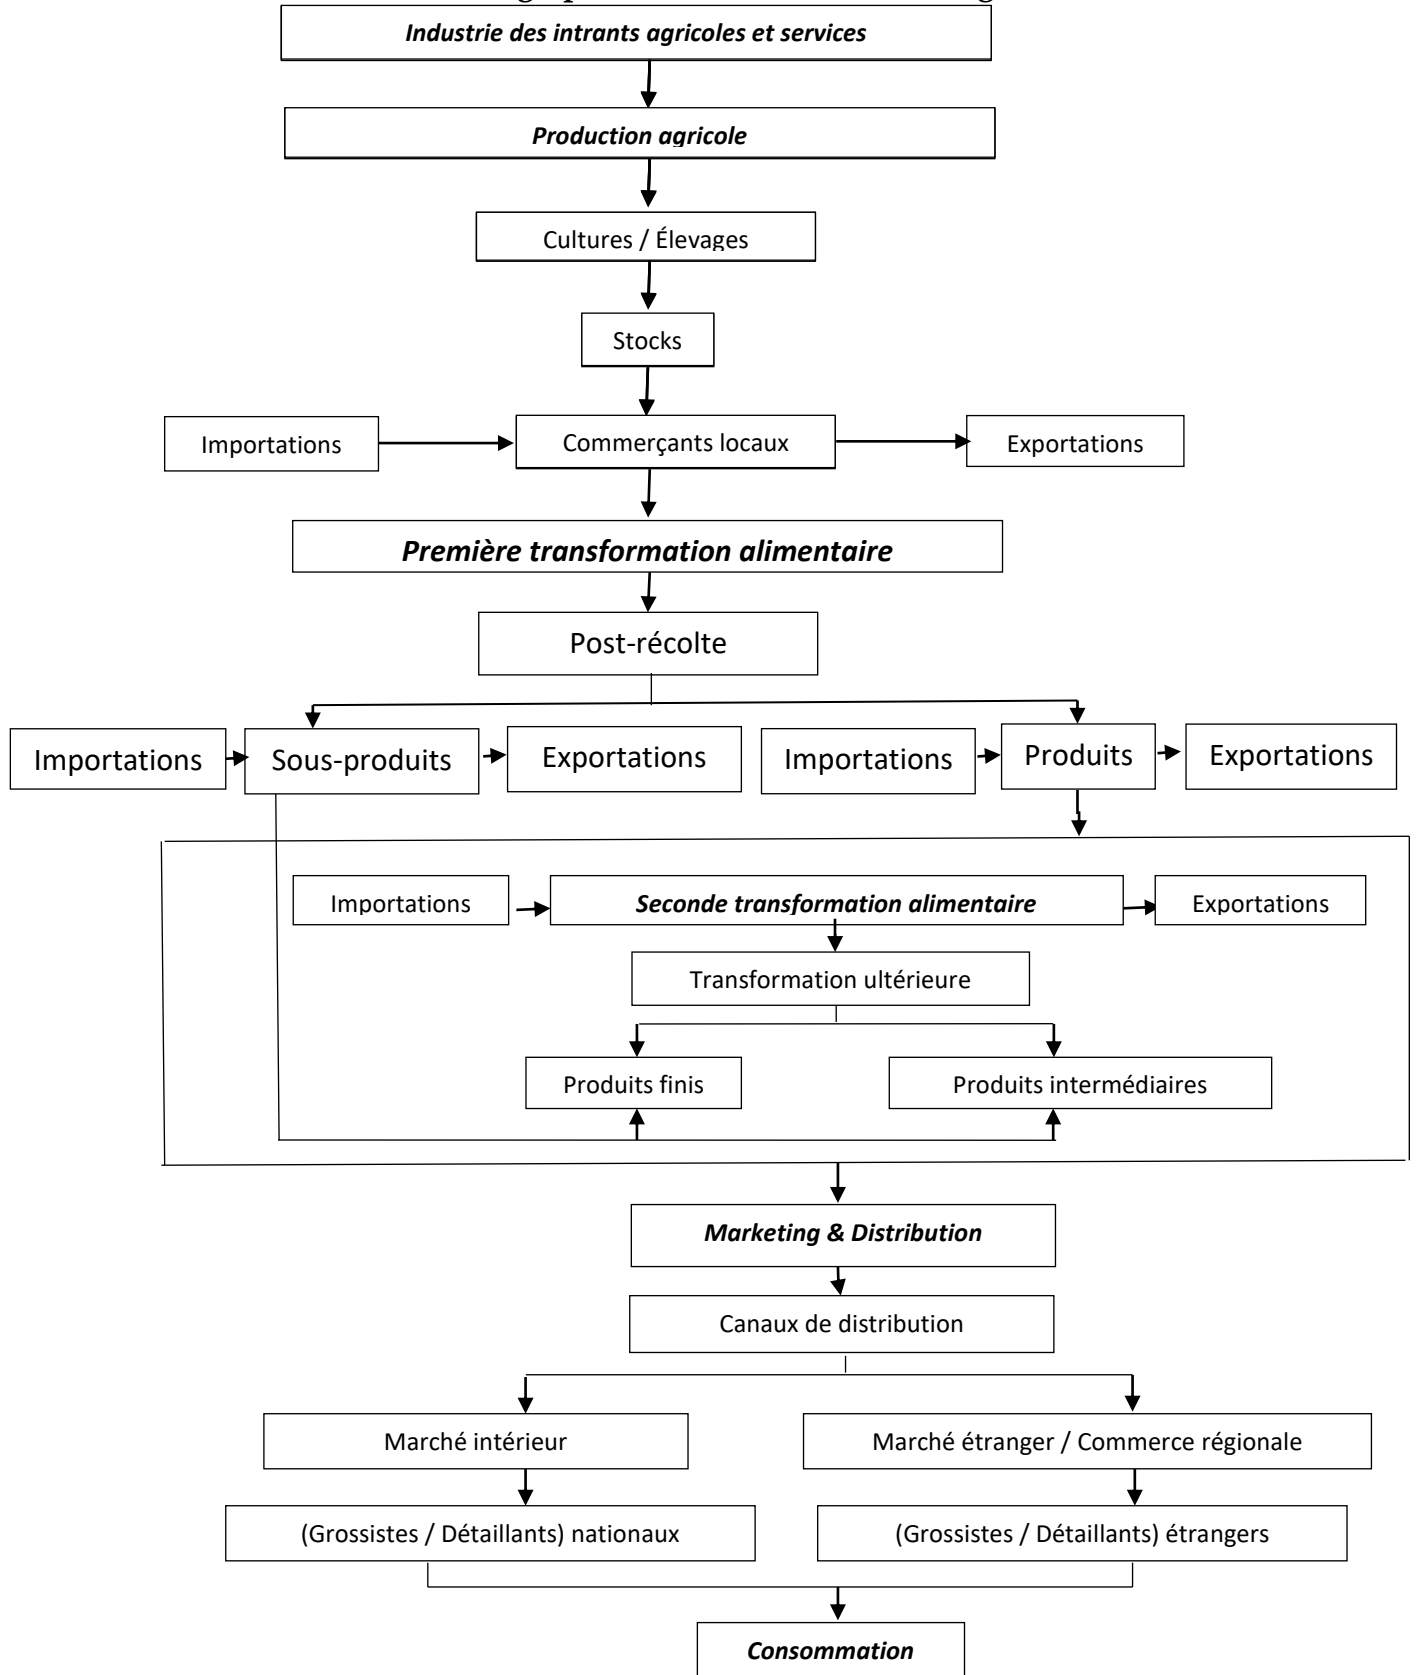 Industrie des intrants agricoles et services
Production agricole
Cultures / Élevages
Stocks
Importations
Commerçants locaux
Exportations
Première transformation alimentaire
Post-récolte
Importations
Sous-produits
Exportations
Importations
Produits
Exportations
Importations
Seconde transformation alimentaire
Exportations
Transformation ultérieure
Produits finis
Produits intermédiaires
Marketing & Distribution
Canaux de distribution
Marché intérieur
Marché étranger / Commerce régionale
(Grossistes / Détaillants) nationaux
(Grossistes / Détaillants) étrangers
Consommation